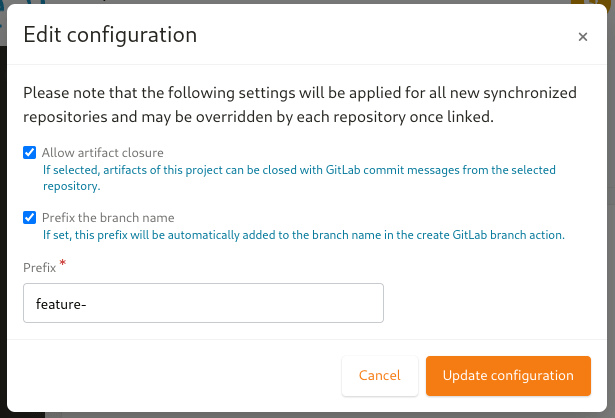 Edit configuration
×
Please note that the following settings will be applied for all new synchronized
repositories and may be overridden by each repository once linked.
Allow artifact closure
If selected, artifacts of this project can be closed with GitLab commit messages from the selected
repository.
Prefix the branch name
If set, this prefix will be automatically added to the branch name in the create GitLab branch action.
Prefix *
feature-
Cancel
Update configuration